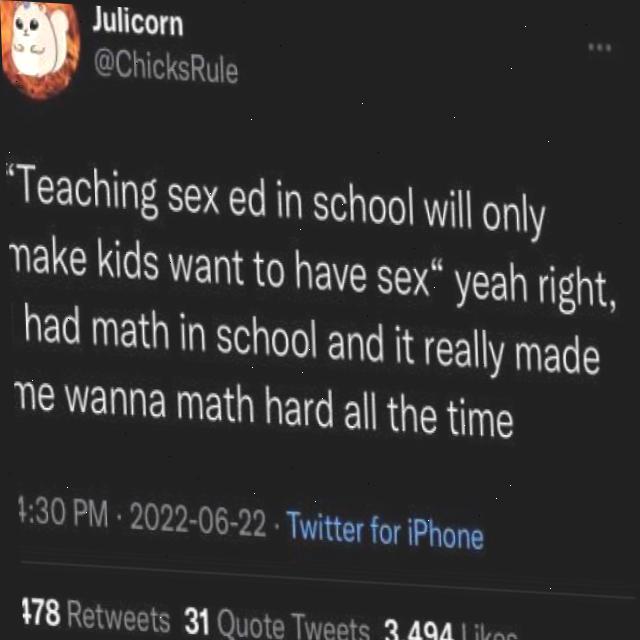 Julicorn
@ChicksRule
“Teaching sex ed in school will only
make kids want to have sex“ yeah right,
had math in school and it really made
me wanna math hard all the time
4:30 PM · 2022-06-22 · Twitter for iPhone
478 Retweets 31 Quote Tweets 3,494 Likes